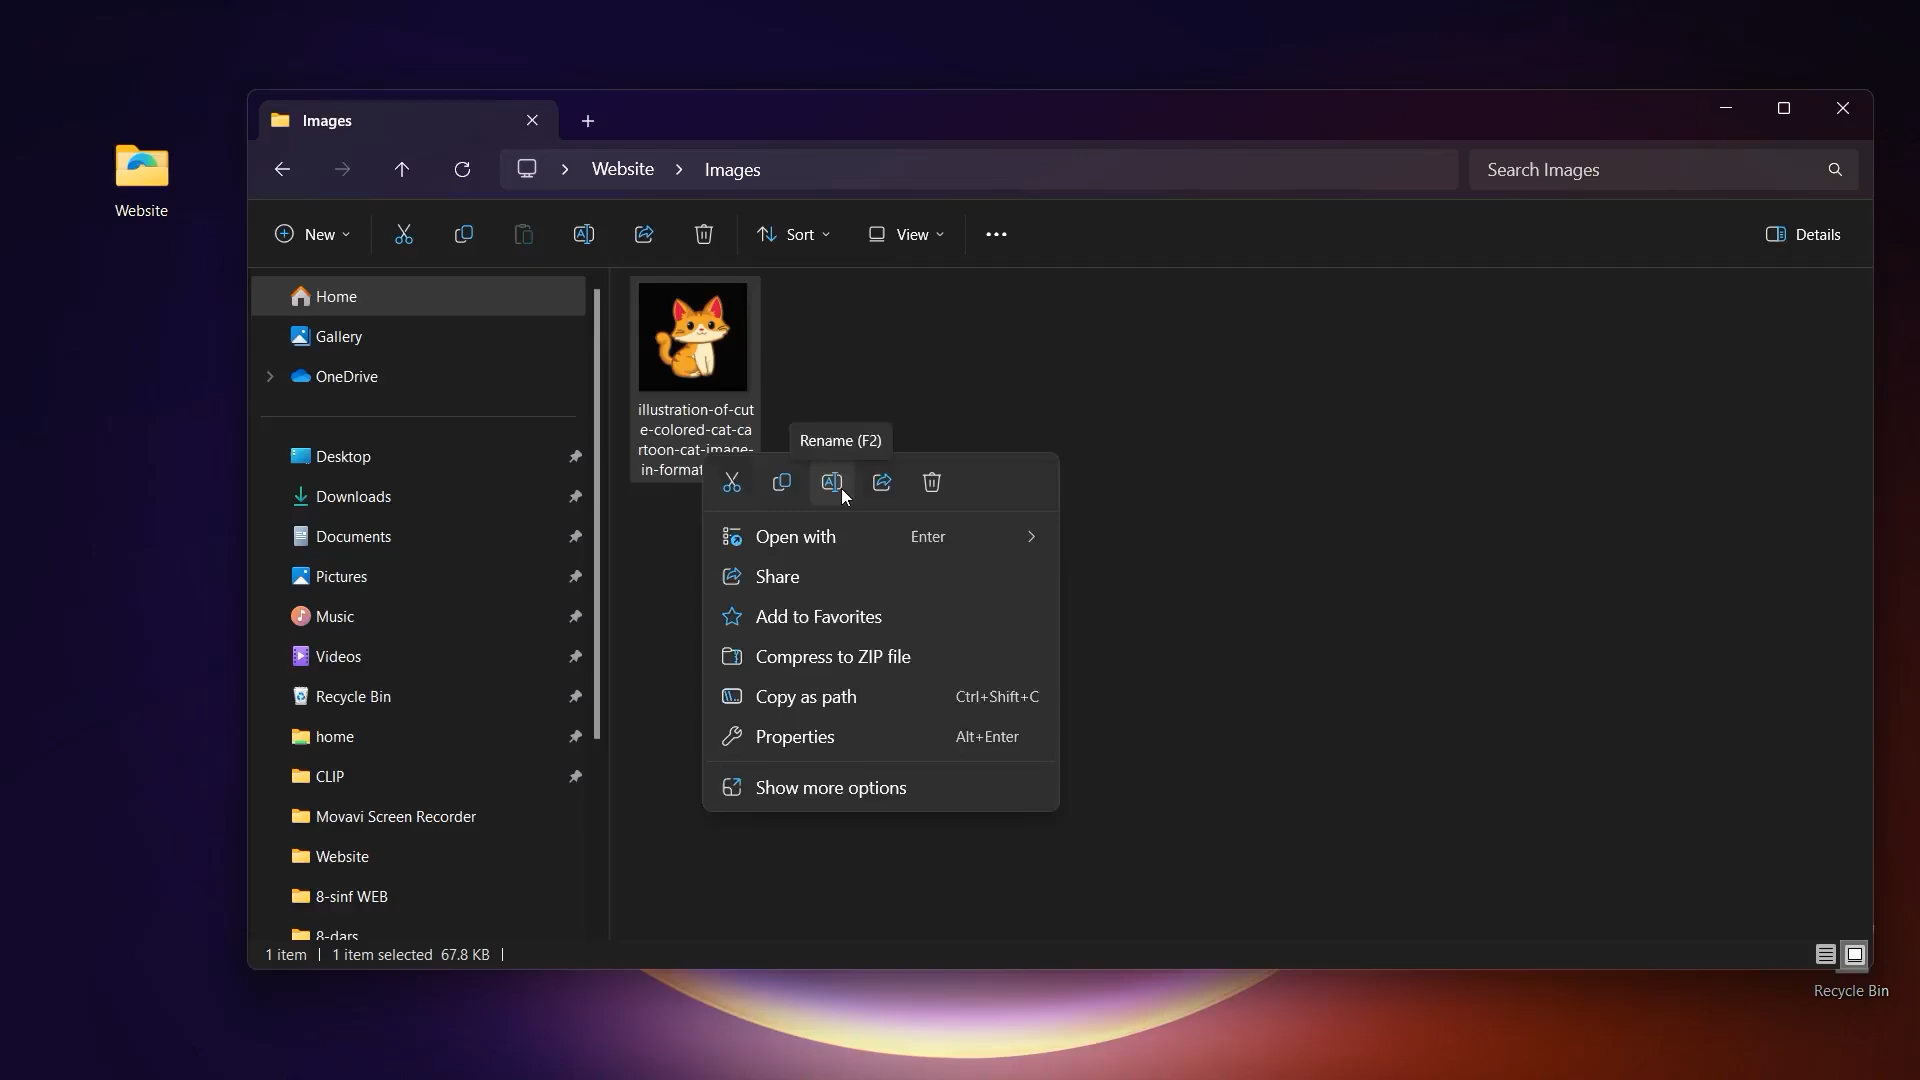 Website
Images
Website > Images
Search Images
New
Sort
View
Details
Home
Gallery
OneDrive
Desktop
Downloads
Documents
Pictures
Music
Videos
Recycle Bin
home
CLIP
Movavi Screen Recorder
Website
8-sinf WEB
8-dars
illustration-of-cut
e-colored-cat-ca
rtoon-cat-image-
in-format
Rename (F2)
Open with Enter
Share
Add to Favorites
Compress to ZIP file
Copy as path Ctrl+Shift+C
Properties Alt+Enter
Show more options
1 item | 1 item selected 67.8 KB |
Recycle Bin